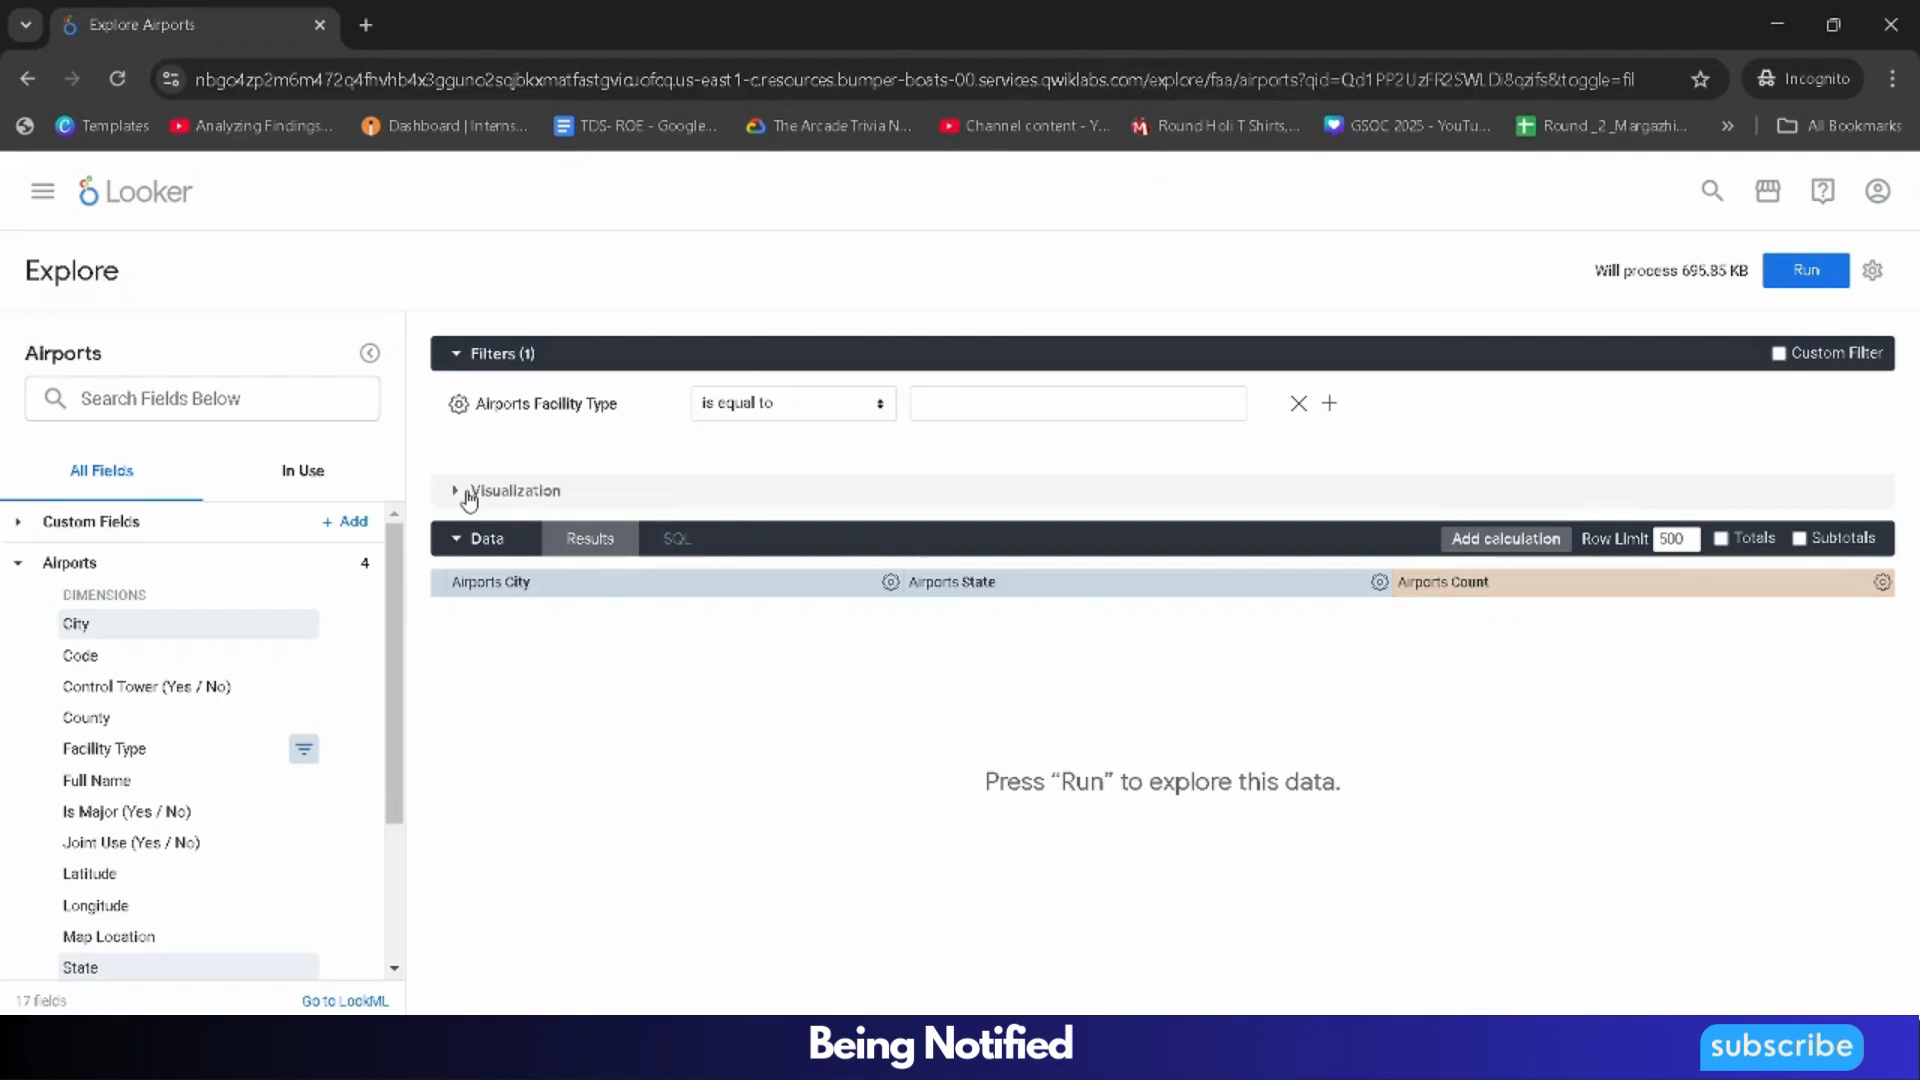 Explore Airports
nbgo4zp2m6m472q4fhvhb4x3gguno2sqjbkxmatfastgvicuofcq.us-east1-c.resources.bumper-boats-00.services.qwiklabs.com/explore/faa/airports?qid=Qd1PP2UzFR2SWLDi8qzifs&toggle=fil
Incognito
Templates
Analyzing Findings...
Dashboard | Interns...
TDS- ROE - Google...
The Arcade Trivia N...
Channel content - Y...
Round Holi T Shirts,...
GSOC 2025 - YouTu...
Round _2 _Margazhi...
All Bookmarks
Looker
Explore
Will process 695.85 KB
Run
Airports
Search Fields Below
All Fields
In Use
Custom Fields
+ Add
Airports 4
DIMENSIONS
City
Code
Control Tower (Yes / No)
County
Facility Type
Full Name
Is Major (Yes / No)
Joint Use (Yes / No)
Latitude
Longitude
Map Location
State
17 fields
Go to LookML
Filters (1)
Custom Filter
Airports Facility Type
is equal to
Visualization
Data
Results
SQL
Add calculation
Row Limit 500
Totals
Subtotals
Airports City
Airports State
Airports Count
Press “Run” to explore this data.
Being Notified
subscribe